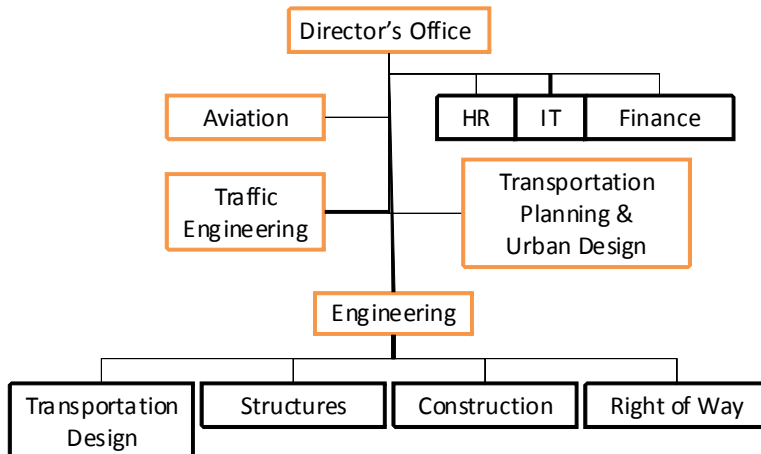 Director’s Office
Aviation
HR
IT
Finance
Traffic
Engineering
Transportation
Planning &
Urban Design
Engineering
Transportation
Design
Structures
Construction
Right of Way